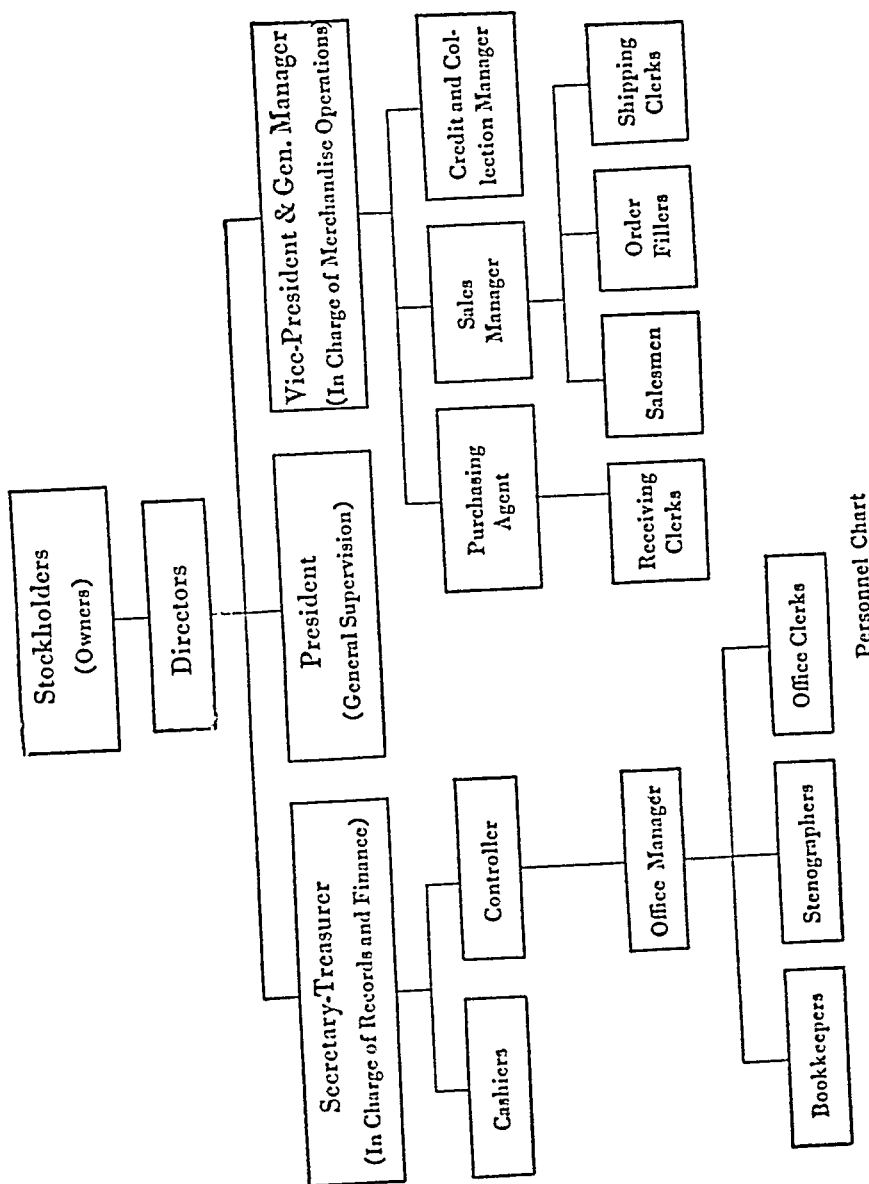 Stockholders
(Owners)
Directors
Secretary-Treasurer
(In Charge of Records and Finance)
President
(General Supervision)
Vice-President & Gen. Manager
(In Charge of Merchandise Operations)
Cashiers
Controller
Purchasing
Agent
Sales
Manager
Credit and Col-
lection Manager
Office Manager
Receiving
Clerks
Salesmen
Order
Fillers
Shipping
Clerks
Bookkeepers
Stenographers
Office Clerks
Personnel Chart